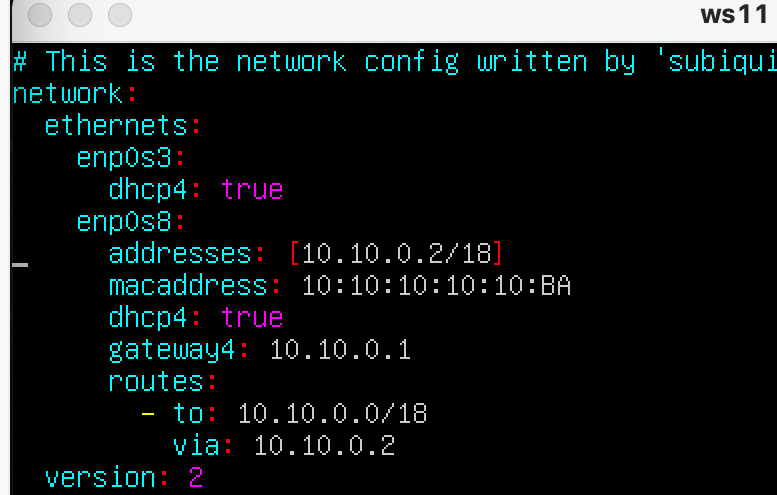 ws11
# This is the network config written by 'subiqui
network:
  ethernets:
    enp0s3:
      dhcp4: true
    enp0s8:
      addresses: [10.10.0.2/18]
      macaddress: 10:10:10:10:10:BA
      dhcp4: true
      gateway4: 10.10.0.1
      routes:
        - to: 10.10.0.0/18
          via: 10.10.0.2
  version: 2